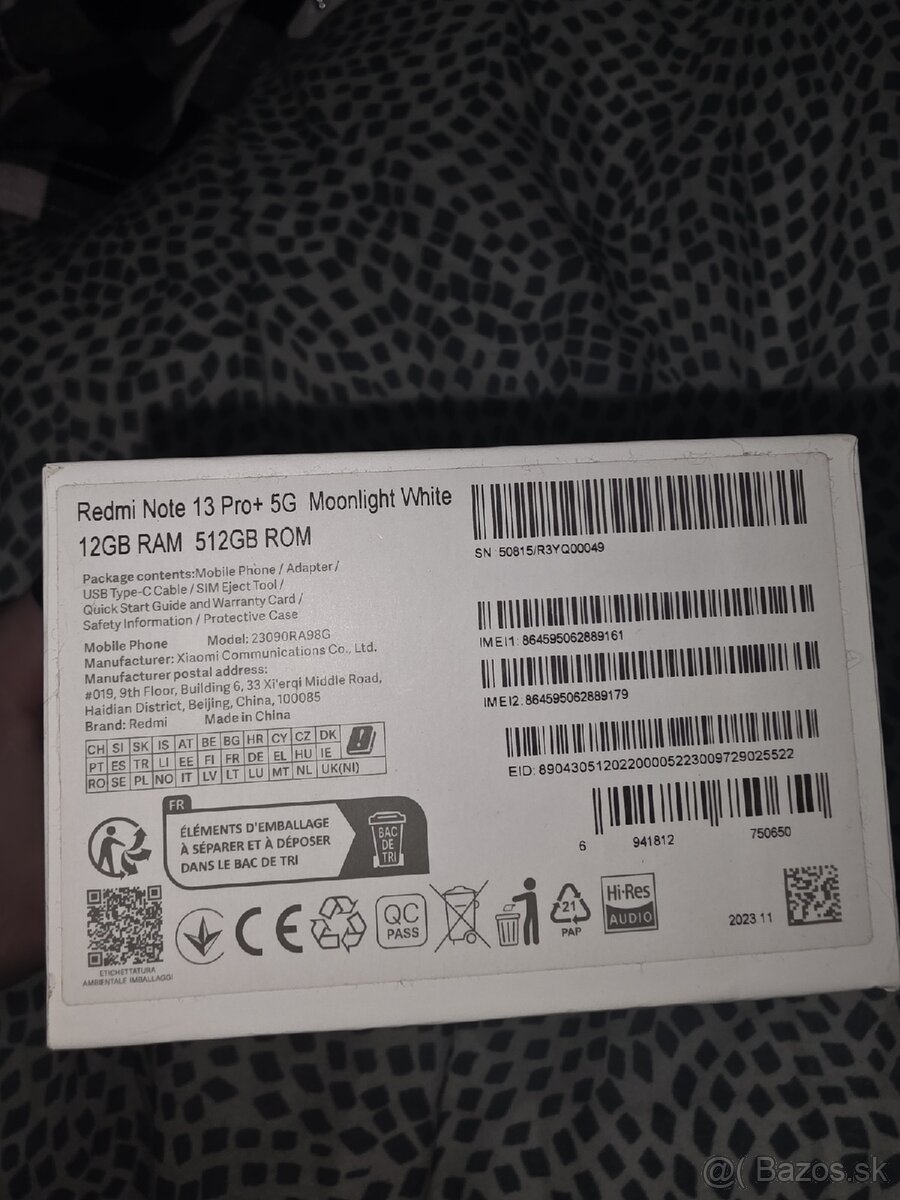 Redmi Note 13 Pro+ 5G Moonlight White
12GB RAM 512GB ROM
Package contents:Mobile Phone / Adapter /
USB Type-C Cable / SIM Eject Tool /
Quick Start Guide and Warranty Card /
Safety Information / Protective Case
Mobile Phone Model: 23090RA98G
Manufacturer: Xiaomi Communications Co., Ltd.
Manufacturer postal address:
#019, 9th Floor, Building 6, 33 Xi'erqi Middle Road,
Haidian District, Beijing, China, 100085
Brand: Redmi Made in China
CH SI SK IS AT BE BG HR CY CZ DK
PT ES TR LI EE FI FR DE EL HU IE
RO SE PL NO IT LV LT LU MT NL UK(NI)
SN 50815/R3YQ00049
IMEI1: 864595062889161
IMEI2: 864595062889179
EID: 89043051202200005223009729025522
6 941812 750650
FR
ÉLÉMENTS D'EMBALLAGE
À SÉPARER ET À DÉPOSER
DANS LE BAC DE TRI
BAC
DE
TRI
ETICHETTATURA
AMBIENTALE IMBALLAGGI
CE
QC
PASS
21
PAP
Hi-Res
AUDIO
2023 11
@( Bazos.sk